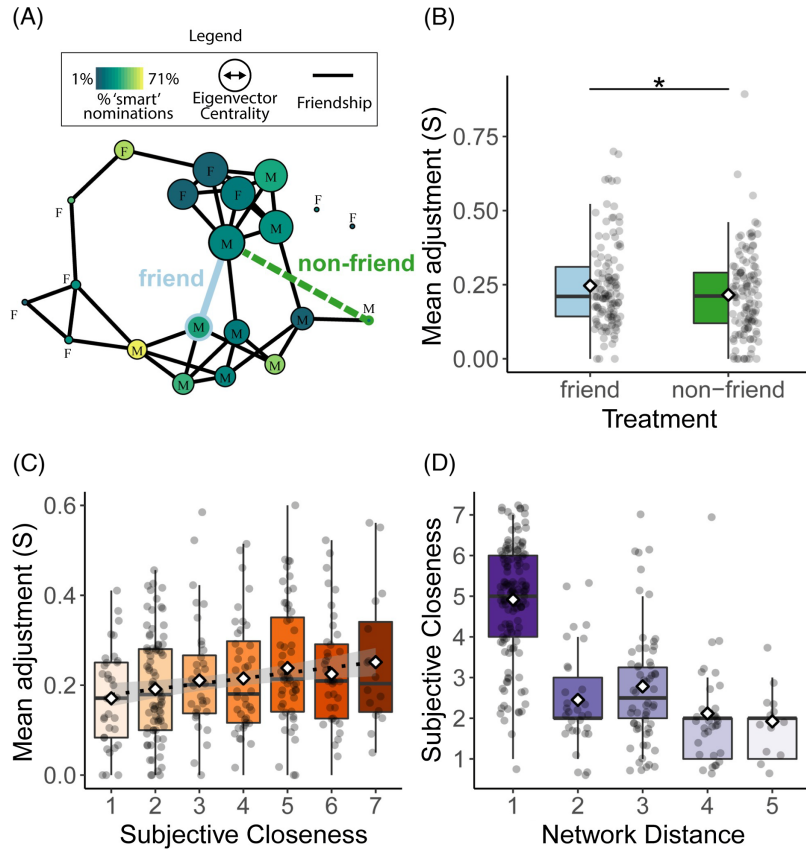 (A)
Legend
1% 71%
% 'smart'
nominations
Eigenvector
Centrality
Friendship
F
F
M
F
F
F
F
F
M
M
friend
non-friend
F
F
M
M
M
M
F
M
M
M
M
(B)
*
Mean adjustment (S)
0.75
0.50
0.25
0.00
friend
non−friend
Treatment
(C)
Mean adjustment (S)
0.6
0.4
0.2
0.0
1 2 3 4 5 6 7
Subjective Closeness
(D)
Subjective Closeness
7
6
5
4
3
2
1
1 2 3 4 5
Network Distance